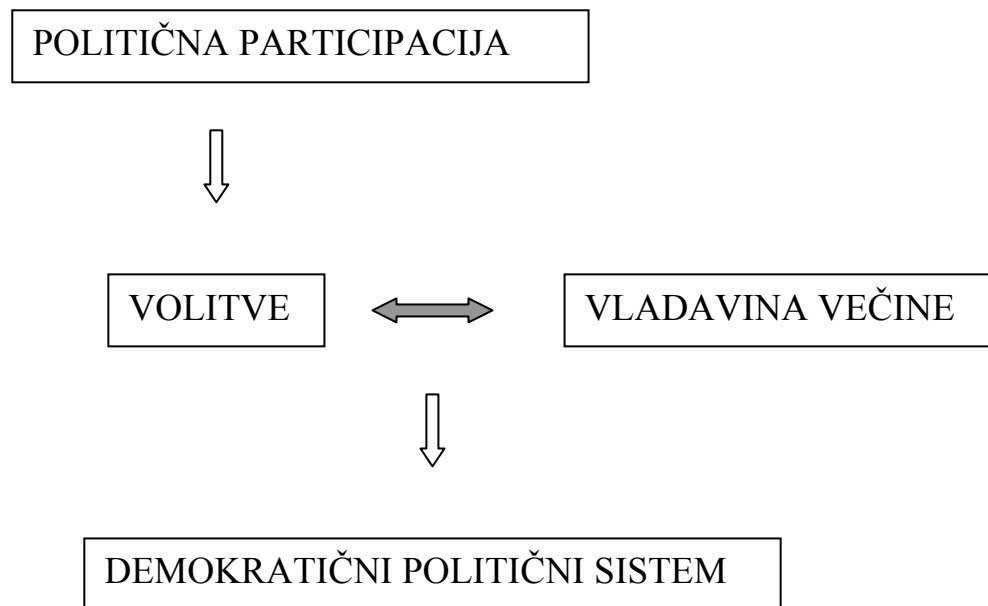 POLITIČNA PARTICIPACIJA
VOLITVE
VLADAVINA VEČINE
DEMOKRATIČNI POLITIČNI SISTEM